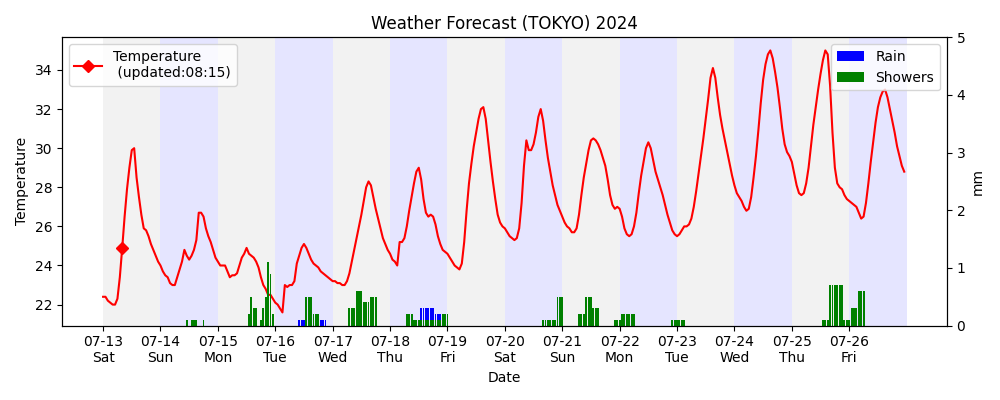 Weather Forecast (TOKYO) 2024
Temperature
(updated:08:15)
Rain
Showers
Temperature
34
32
30
28
26
24
22
5
4
3
2
1
0
mm
07-13 07-14 07-15 07-16 07-17 07-18 07-19 07-20 07-21 07-22 07-23 07-24 07-25 07-26
Sat Sun Mon Tue Wed Thu Fri Sat Sun Mon Tue Wed Thu Fri
Date